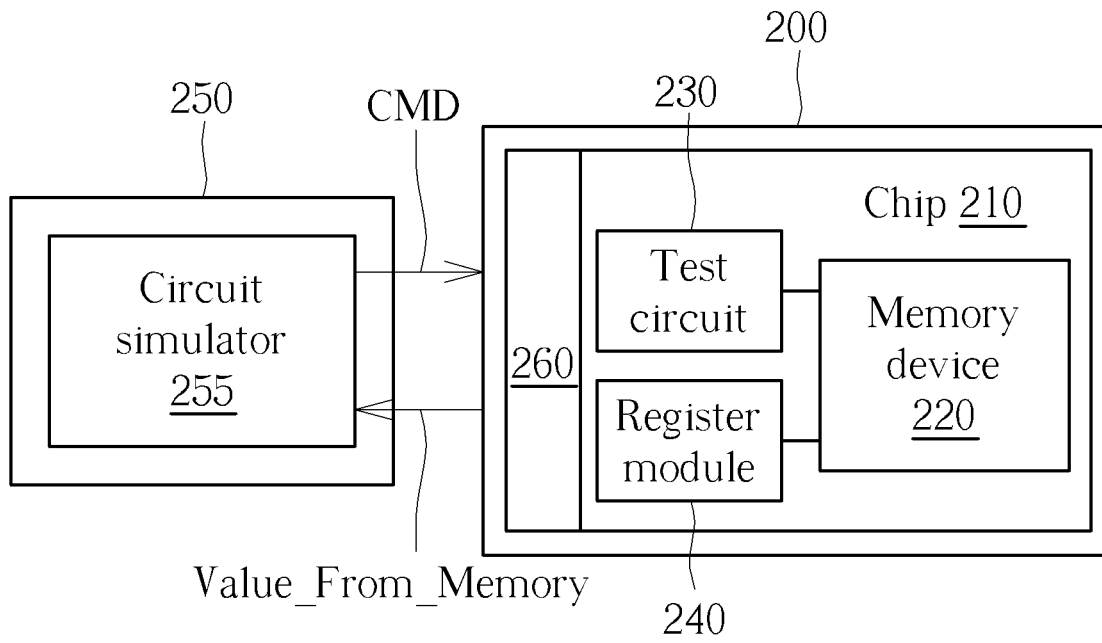 200
250
CMD
230
Chip 210
Circuit
simulator
255
Test
circuit
Memory
device
220
260
Register
module
Value_From_Memory
240